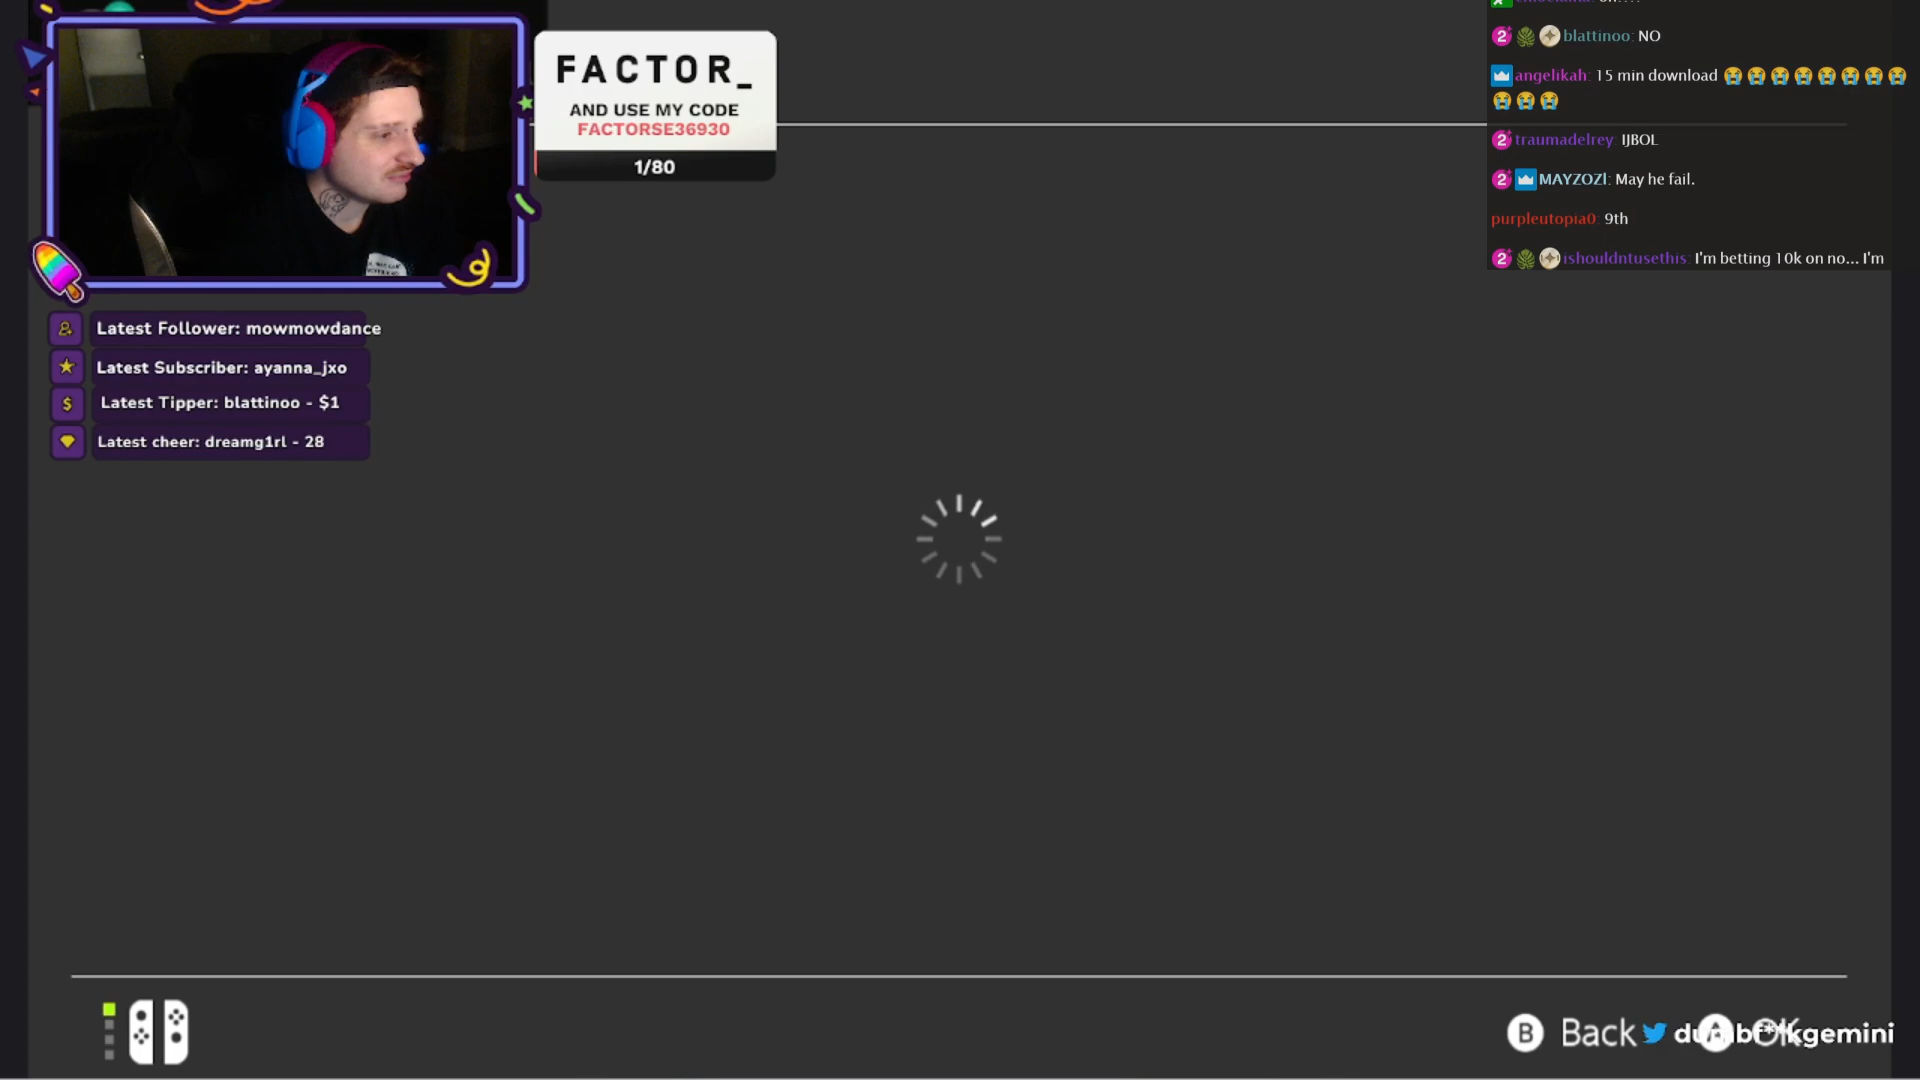 FACTOR_
AND USE MY CODE
FACTORSE36930
1/80
Latest Follower: mowmowdance
Latest Subscriber: ayanna_jxo
Latest Tipper: blattinoo - $1
Latest cheer: dreamg1rl - 28
blattinoo: NO
angelikah: 15 min download 😭😭😭😭😭😭😭😭
😭😭😭
traumadelrey: IJBOL
MAYZOZI: May he fail.
purpleutopia0: 9th
ishouldntusethis: I'm betting 10k on no... I'm
B Back
A OK